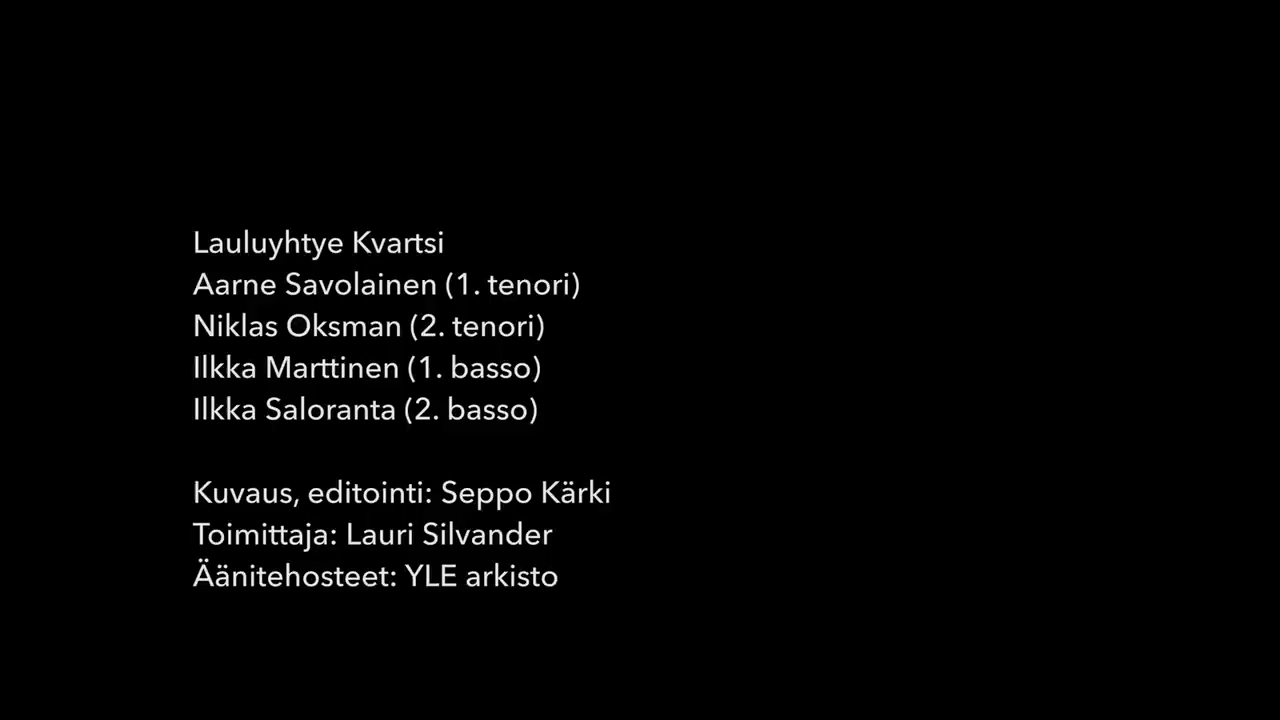 Lauluyhtye Kvartsi
Aarne Savolainen (1. tenori)
Niklas Oksman (2. tenori)
Ilkka Marttinen (1. basso)
Ilkka Saloranta (2. basso)
Kuvaus, editointi: Seppo Kärki
Toimittaja: Lauri Silvander
Äänitehosteet: YLE arkisto